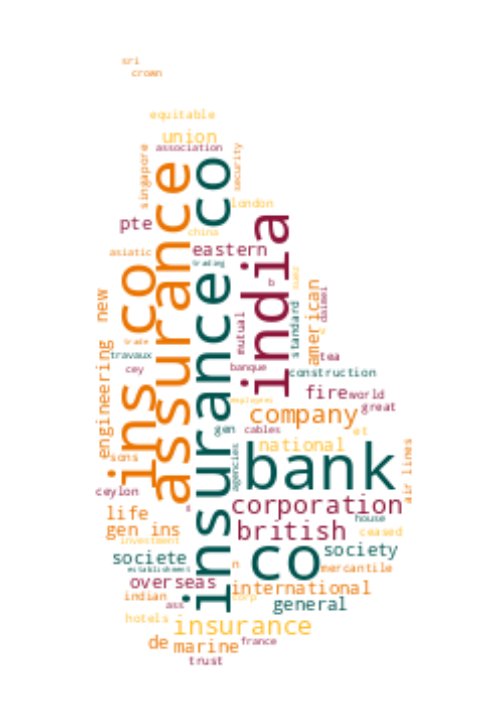 sri
crown
equitable
union
association
singapore
security
assurance
co
london
pte
india
china
eastern
asiatic
trading
co
b
insurance
american
daimei
standard
new
mutual
trade
travaux
tea
engineering
cey
banque
construction
ins
fire
world
employees
great
company
gen
cables
et
national
sons
agencies
bank
air lines
ceylon
corporation
life
house
gen ins
british
ceased
investment
co
society
societe
establishment
n
mercantile
overseas
international
indian
corp
ass
general
hotels
insurance
de
marine
france
trust